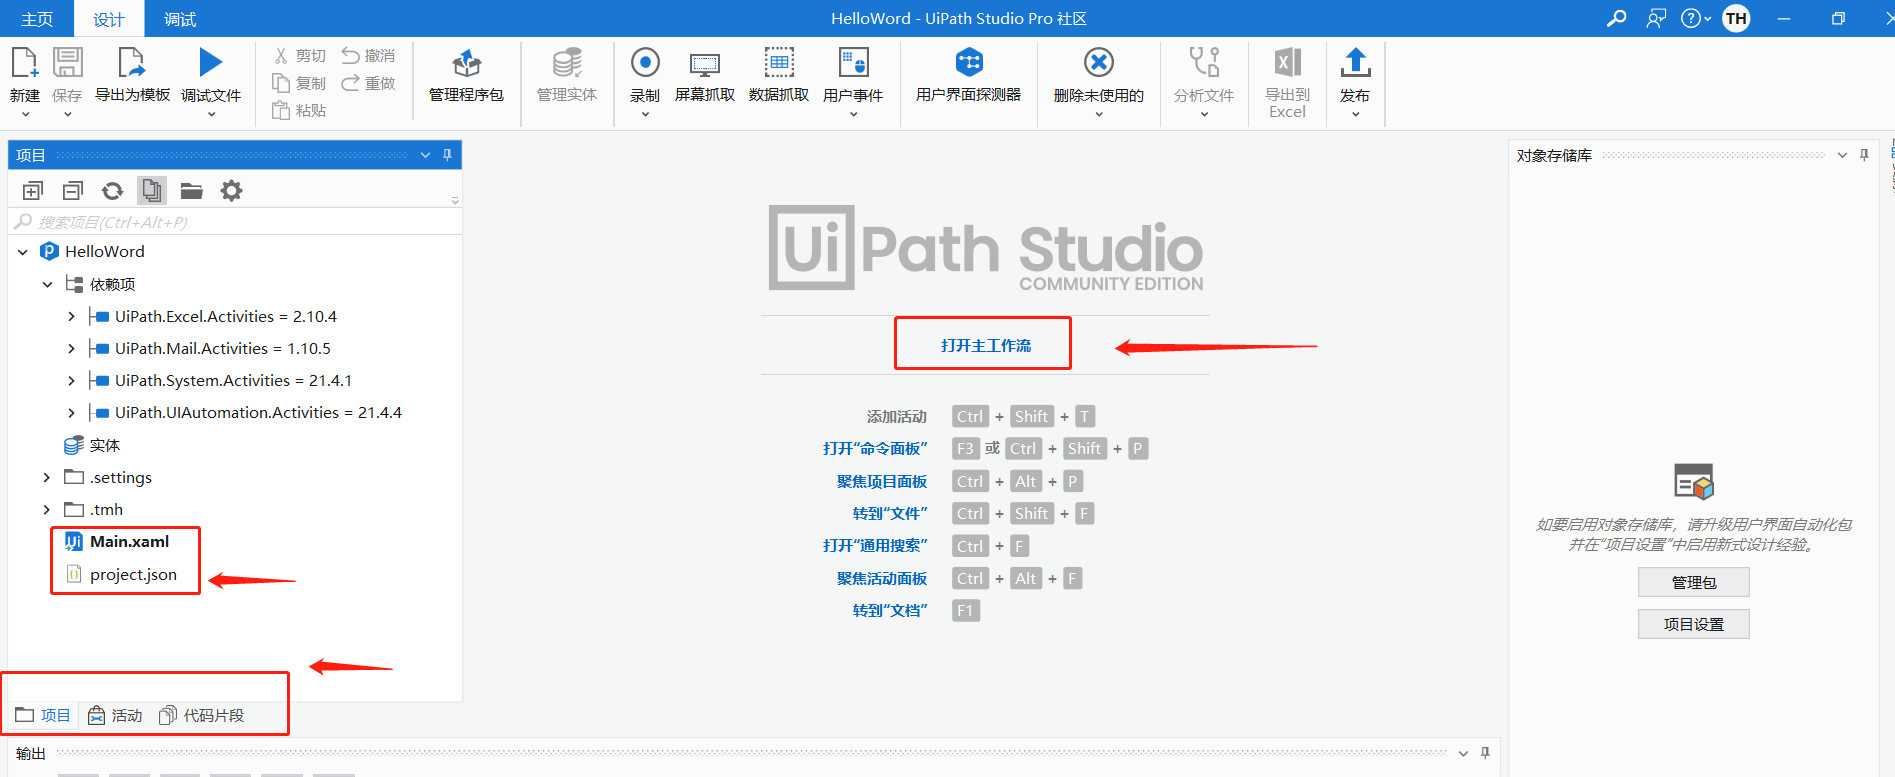 主页 设计 调试 HelloWord - UiPath Studio Pro 社区 TH
新建 保存 导出为模板 调试文件 剪切 复制 粘贴 撤消 重做 管理程序包 管理实体 录制 屏幕抓取 数据抓取 用户事件 用户界面探测器 删除未使用的 分析文件 导出到 Excel 发布
项目
搜索项目(Ctrl+Alt+P)
HelloWord
依赖项
UiPath.Excel.Activities = 2.10.4
UiPath.Mail.Activities = 1.10.5
UiPath.System.Activities = 21.4.1
UiPath.UIAutomation.Activities = 21.4.4
实体
.settings
.tmh
Main.xaml
project.json
项目 活动 代码片段
输出
Ui Path Studio
COMMUNITY EDITION
打开主工作流
添加活动 Ctrl + Shift + T
打开“命令面板” F3 或 Ctrl + Shift + P
聚焦项目面板 Ctrl + Alt + P
转到“文件” Ctrl + Shift + F
打开“通用搜索” Ctrl + F
聚焦活动面板 Ctrl + Alt + F
转到“文档” F1
对象存储库
如要启用对象存储库，请升级用户界面自动化包
并在“项目设置”中启用新式设计经验。
管理包
项目设置